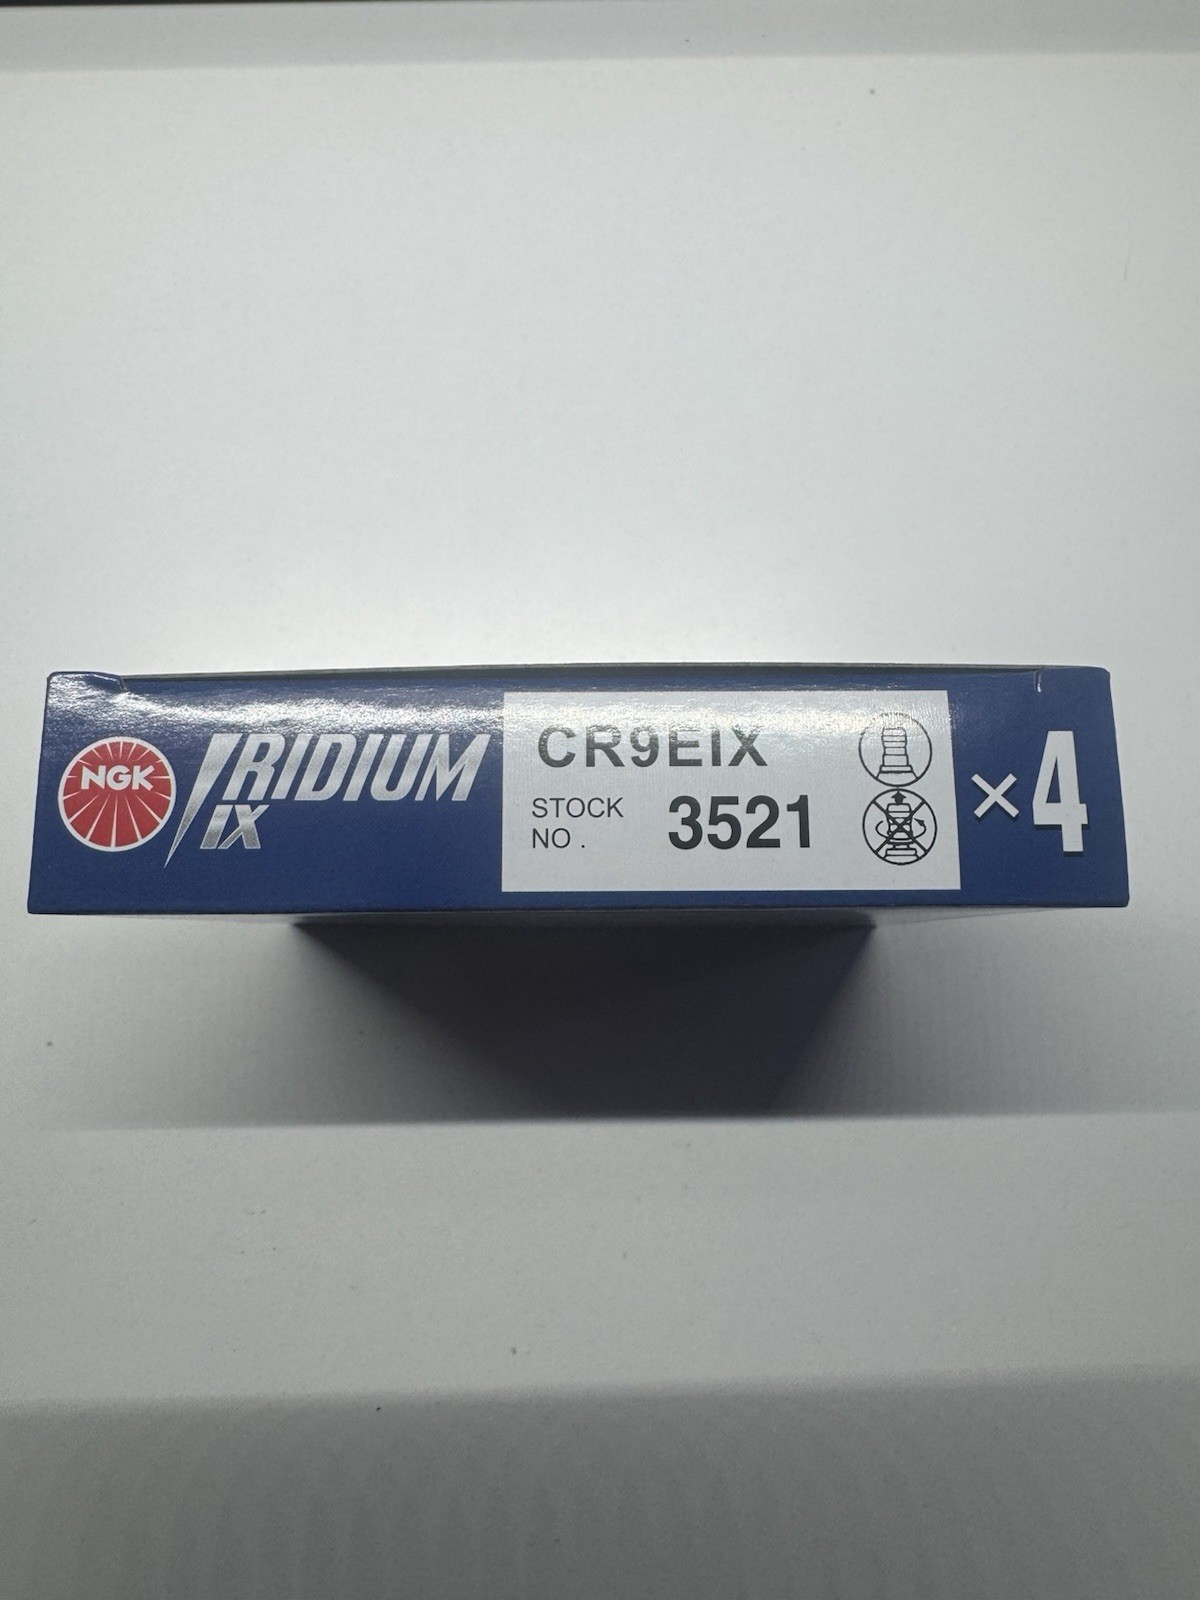 NGK
IRIDIUM
IX
CR9EIX
STOCK
NO .
3521
×4